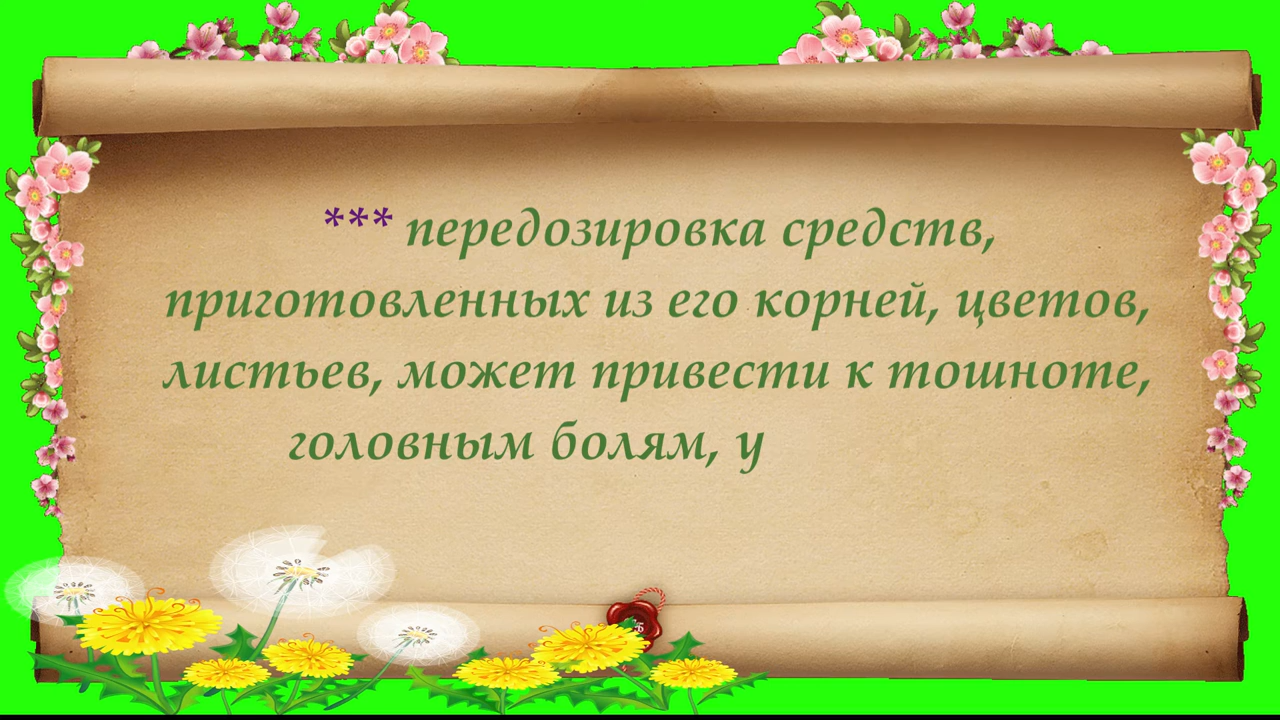 *** передозировка средств,
приготовленных из его корней, цветов,
листьев, может привести к тошноте,
головным болям, у